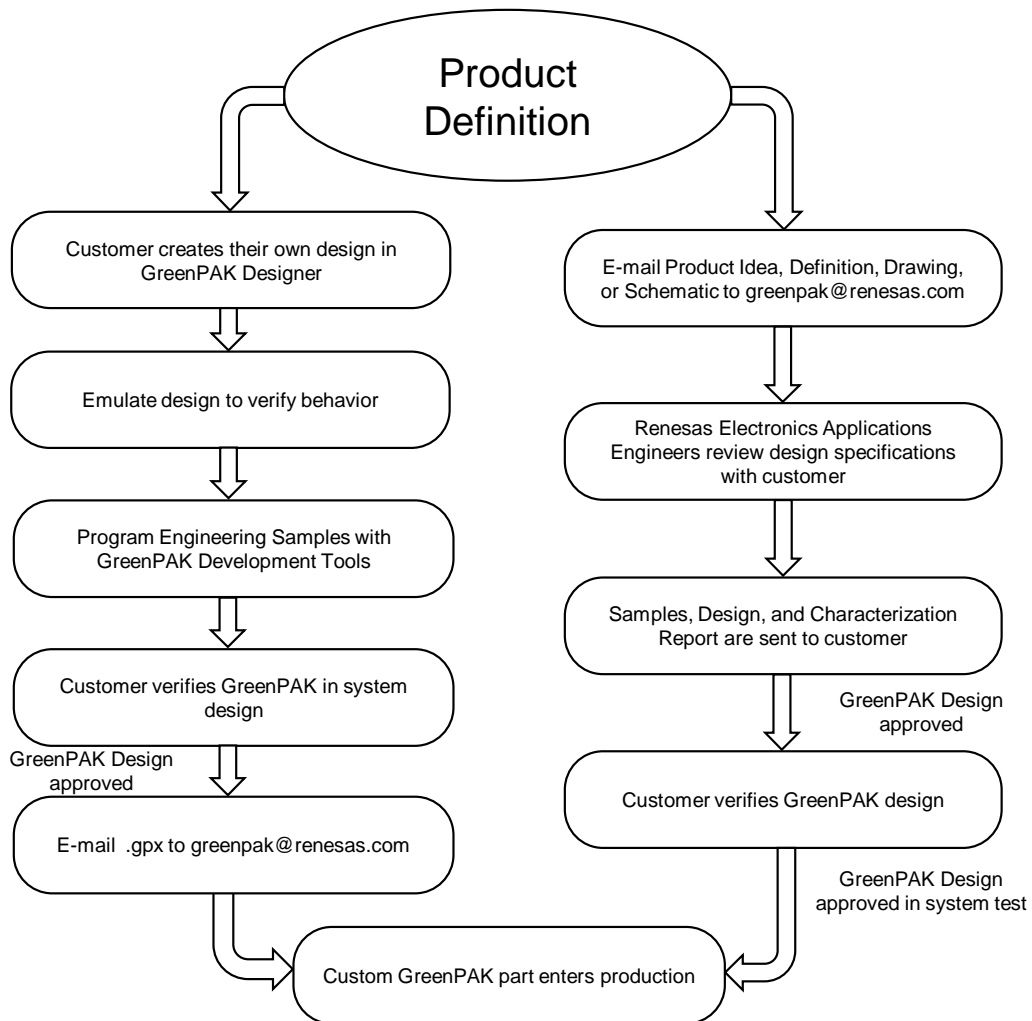 Product
Definition
Customer creates their own design in
GreenPAK Designer
Emulate design to verify behavior
Program Engineering Samples with
GreenPAK Development Tools
Customer verifies GreenPAK in system
design
GreenPAK Design
approved
E-mail .gpx to greenpak@renesas.com
E-mail Product Idea, Definition, Drawing,
or Schematic to greenpak@renesas.com
Renesas Electronics Applications
Engineers review design specifications
with customer
Samples, Design, and Characterization
Report are sent to customer
GreenPAK Design
approved
Customer verifies GreenPAK design
GreenPAK Design
approved in system test
Custom GreenPAK part enters production